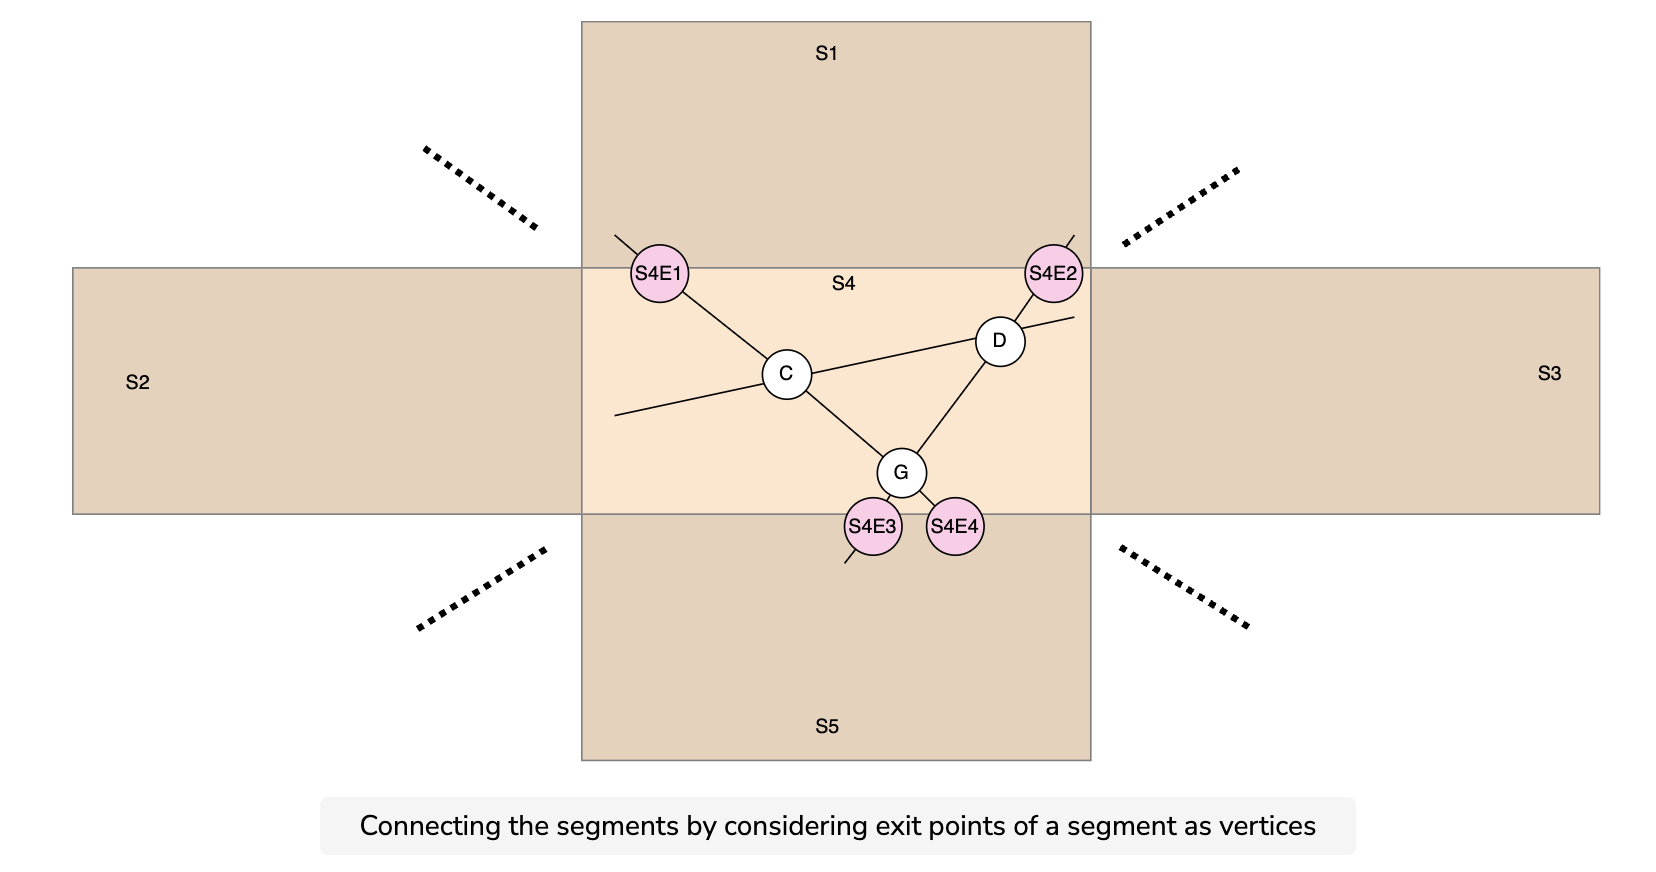 S1
S4E1
S4
S4E2
D
C
S2
S3
G
S4E3
S4E4
S5
Connecting the segments by considering exit points of a segment as vertices